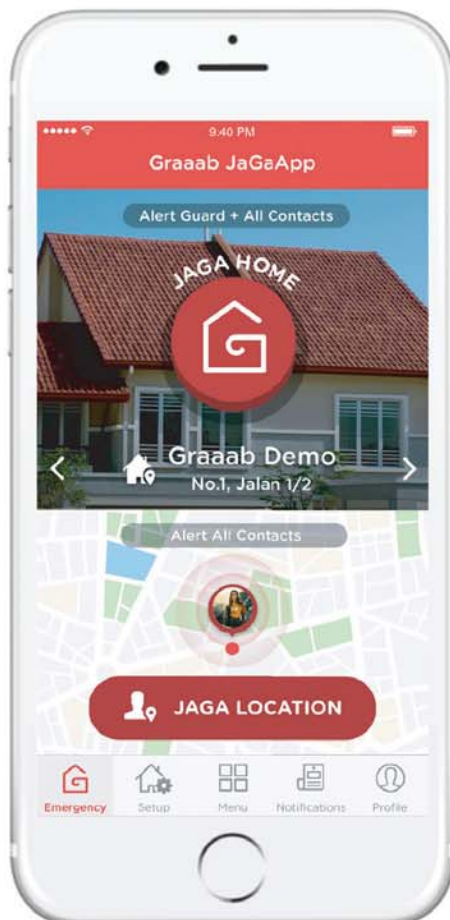 9:40 PM
Graaab JaGaApp
Alert Guard + All Contacts
JAGA HOME
Graaab Demo
No.1, Jalan 1/2
Alert All Contacts
JAGA LOCATION
Emergency Setup Menu Notifications Profile